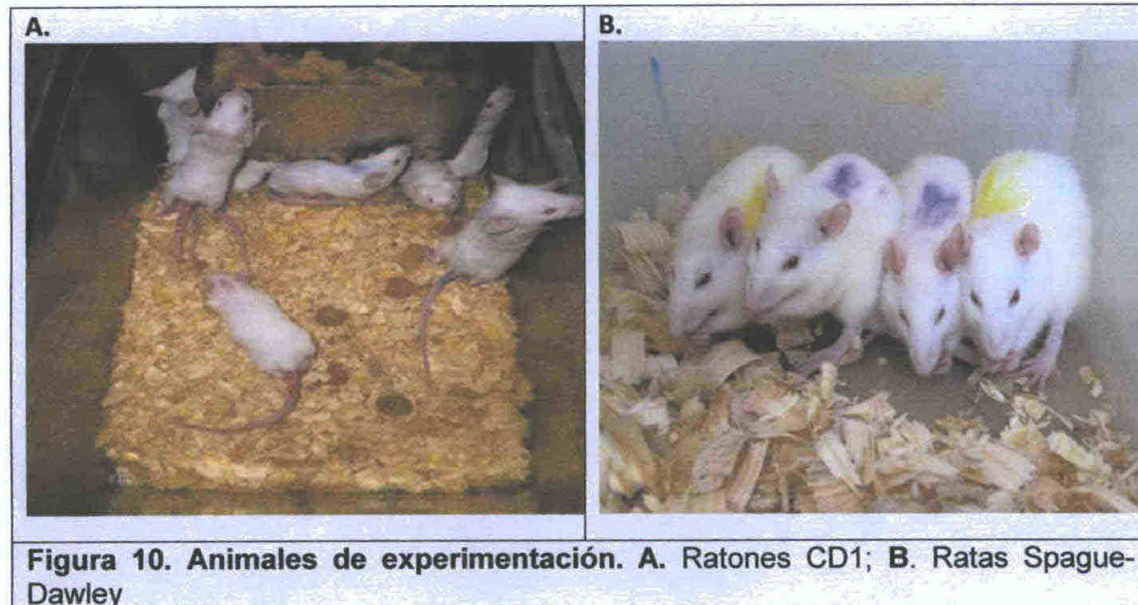 A.
B.
Figura 10. Animales de experimentación. A. Ratones CD1; B. Ratas Spague-
Dawley